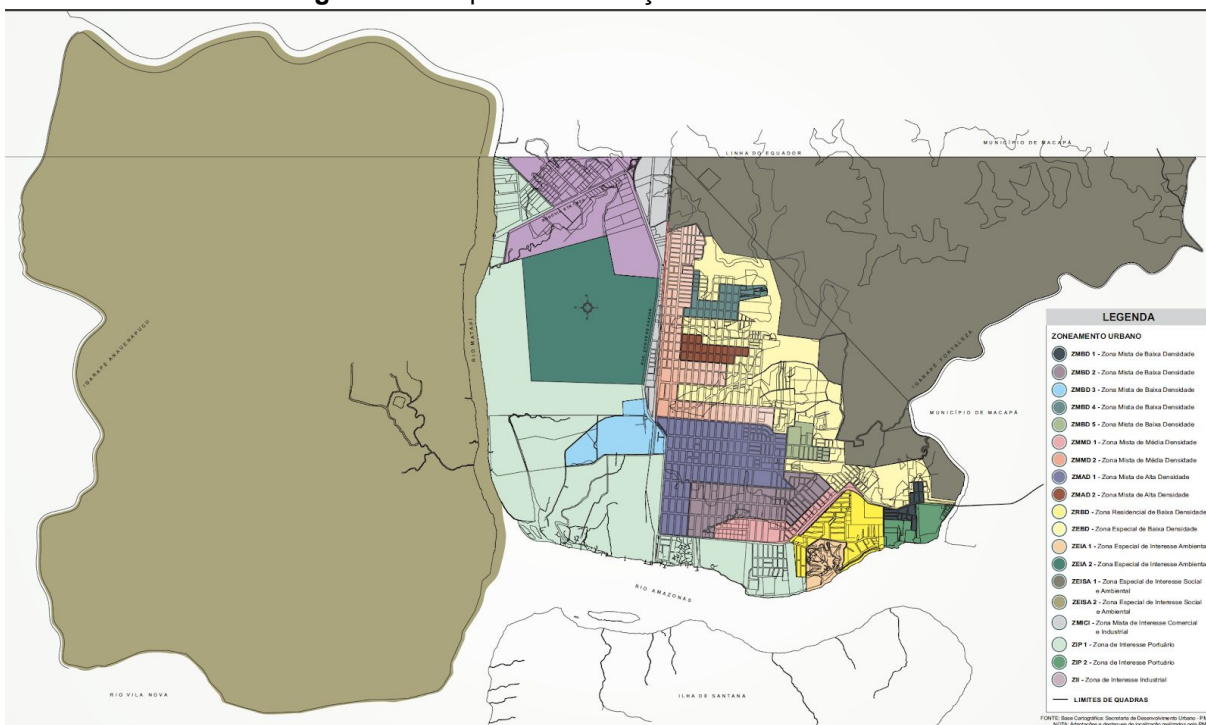 LINHA DO EQUADOR
MUNICÍPIO DE MACAPÁ
IGARAPÉ ANAUERAPUCU
RIO MATAPÍ
IGARAPÉ FORTALEZA
MUNICÍPIO DE MACAPÁ
RIO AMAZONAS
RIO VILA NOVA
ILHA DE SANTANA
LEGENDA
ZONEAMENTO URBANO
ZMBD 1 - Zona Mista de Baixa Densidade
ZMBD 2 - Zona Mista de Baixa Densidade
ZMBD 3 - Zona Mista de Baixa Densidade
ZMBD 4 - Zona Mista de Baixa Densidade
ZMBD 5 - Zona Mista de Baixa Densidade
ZMMD 1 - Zona Mista de Média Densidade
ZMMD 2 - Zona Mista de Média Densidade
ZMAD 1 - Zona Mista de Alta Densidade
ZMAD 2 - Zona Mista de Alta Densidade
ZRBD - Zona Residencial de Baixa Densidade
ZEBD - Zona Especial de Baixa Densidade
ZEIA 1 - Zona Especial de Interesse Ambienta
ZEIA 2 - Zona Especial de Interesse Ambienta
ZEISA 1 - Zona Especial de Interesse Social
e Ambiental
ZEISA 2 - Zona Especial de Interesse Social
e Ambiental
ZMICI - Zona Mista de Interesse Comercial
e Industrial
ZIP 1 - Zona de Interesse Portuário
ZIP 2 - Zona de Interesse Portuário
ZII - Zona de Interesse Industrial
LIMITES DE QUADRAS
FONTE: Base Cartográfica: Secretaria de Desenvolvimento Urbano - PM